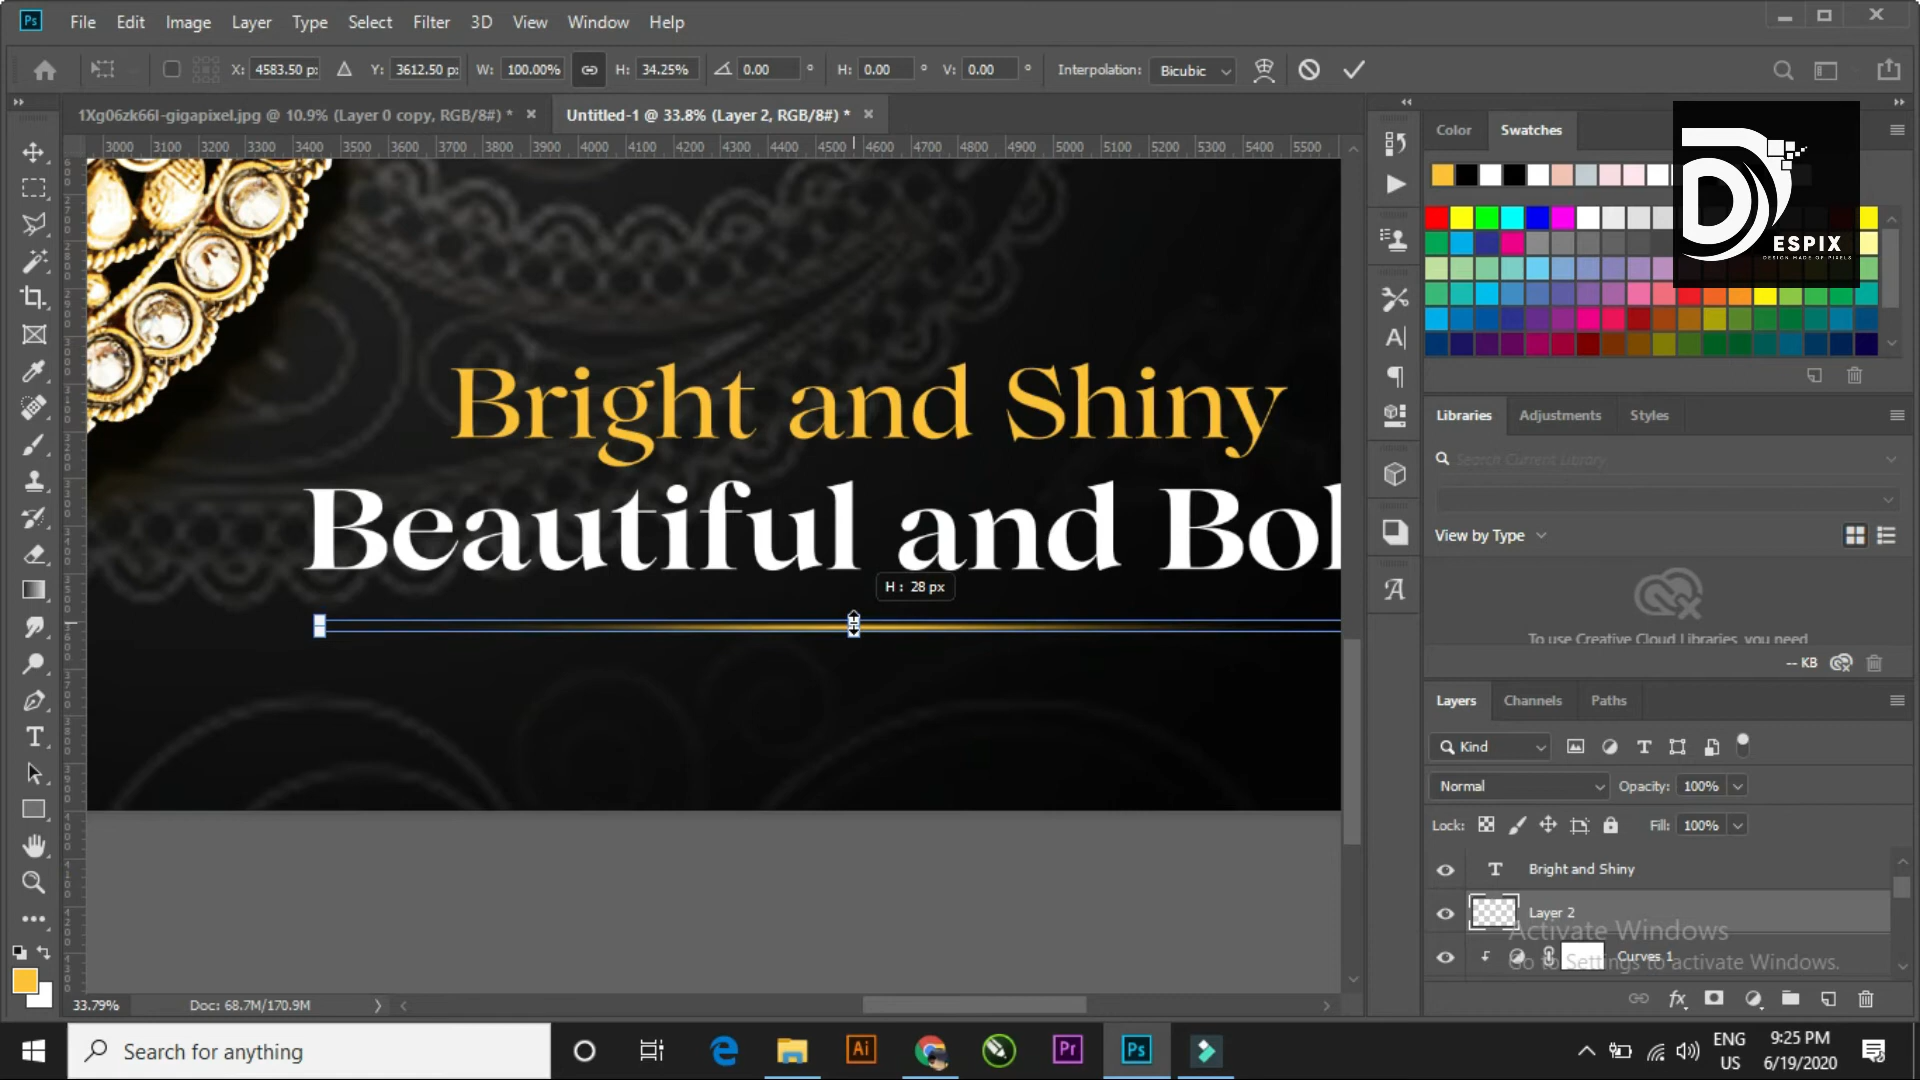 Ps File Edit Image Layer Type Select Filter 3D View Window Help
X: 4583.50 px Y: 3612.50 px W: 100.00% H: 34.25% 0.00 ° H: 0.00 ° V: 0.00 ° Interpolation: Bicubic
1Xg06zk66l-gigapixel.jpg @ 10.9% (Layer 0 copy, RGB/8#) * × Untitled-1 @ 33.8% (Layer 2, RGB/8#) * ×
3000 3100 3200 3300 3400 3500 3600 3700 3800 3900 4000 4100 4200 4300 4400 4500 4600 4700 4800 4900 5000 5100 5200 5300 5400 5500
Color Swatches
D
ESPIX
DESIGN MADE OF PIXELS
Bright and Shiny
Beautiful and Bol
H : 28 px
Libraries Adjustments Styles
Search Current Library
View by Type
To use Creative Cloud Libraries, you need
-- KB
Layers Channels Paths
Kind
Normal Opacity: 100%
Lock: Fill: 100%
T Bright and Shiny
Layer 2
Curves 1
Activate Windows
Go to Settings to activate Windows.
33.79% Doc: 68.7M/170.9M
Search for anything
Ai Pr Ps
ENG
US
9:25 PM
6/19/2020